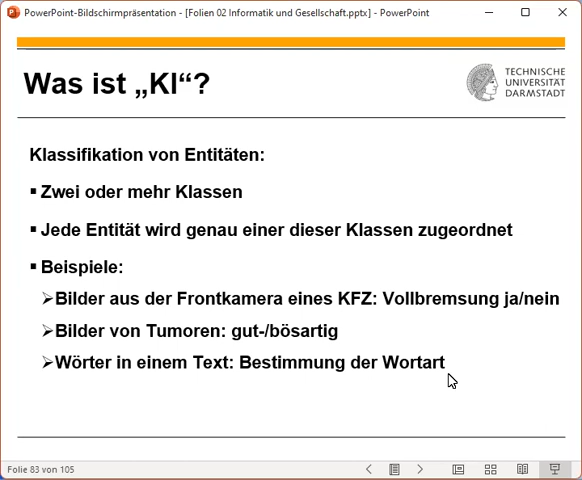 PowerPoint-Bildschirmpräsentation - [Folien 02 Informatik und Gesellschaft.pptx] - PowerPoint
Was ist „KI“?
TECHNISCHE
UNIVERSITÄT
DARMSTADT
Klassifikation von Entitäten:
▪ Zwei oder mehr Klassen
▪ Jede Entität wird genau einer dieser Klassen zugeordnet
▪ Beispiele:
➢Bilder aus der Frontkamera eines KFZ: Vollbremsung ja/nein
➢Bilder von Tumoren: gut-/bösartig
➢Wörter in einem Text: Bestimmung der Wortart
Folie 83 von 105